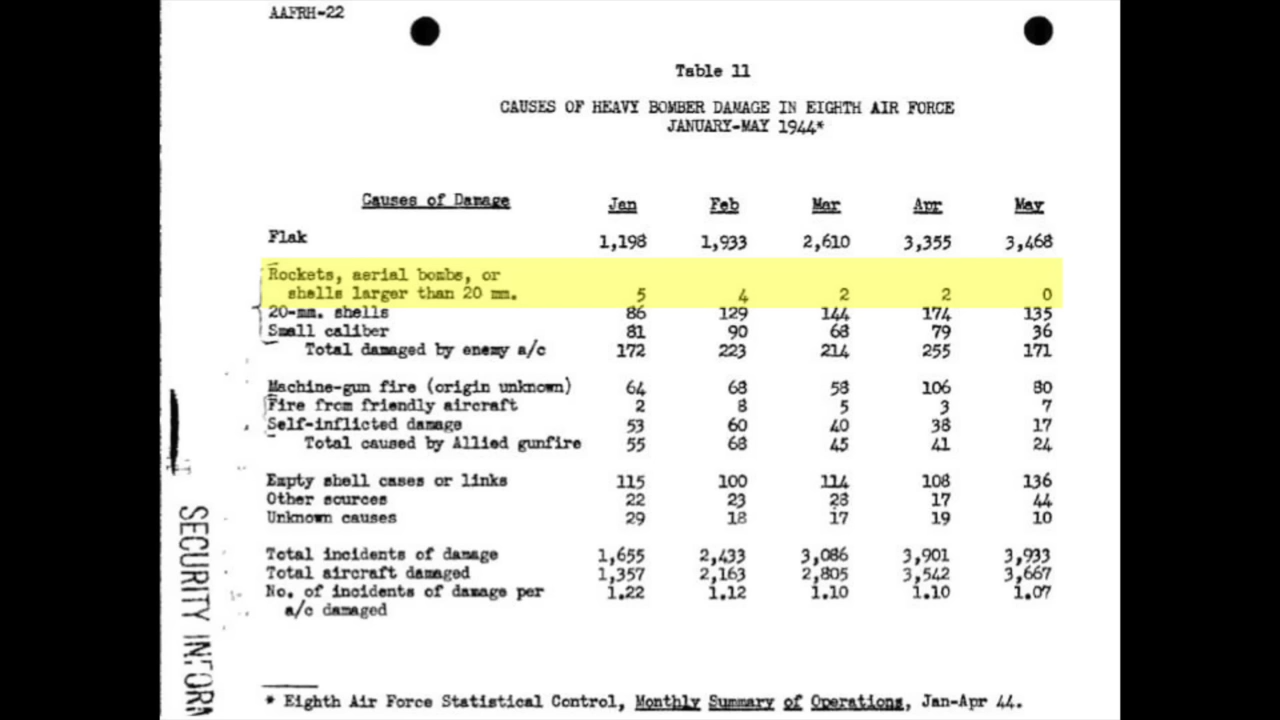 AAFRH-22
Table 11
CAUSES OF HEAVY BOMBER DAMAGE IN EIGHTH AIR FORCE
JANUARY-MAY 1944*
Causes of Damage Jan Feb Mar Apr May
Flak 1,198 1,933 2,610 3,355 3,468
Rockets, aerial bombs, or
shells larger than 20 mm. 5 4 2 2 0
20-mm. shells 86 129 144 174 135
Small caliber 81 90 68 79 36
Total damaged by enemy a/c 172 223 214 255 171
Machine-gun fire (origin unknown) 64 68 58 106 80
Fire from friendly aircraft 2 8 5 3 7
Self-inflicted damage 53 60 40 38 17
Total caused by Allied gunfire 55 68 45 41 24
Empty shell cases or links 115 100 114 108 136
Other sources 22 23 28 17 44
Unknown causes 29 18 17 19 10
Total incidents of damage 1,655 2,433 3,086 3,901 3,933
Total aircraft damaged 1,357 2,163 2,805 3,542 3,667
No. of incidents of damage per 1.22 1.12 1.10 1.10 1.07
a/c damaged
* Eighth Air Force Statistical Control, Monthly Summary of Operations, Jan-Apr 44.
SECURITY INFORM